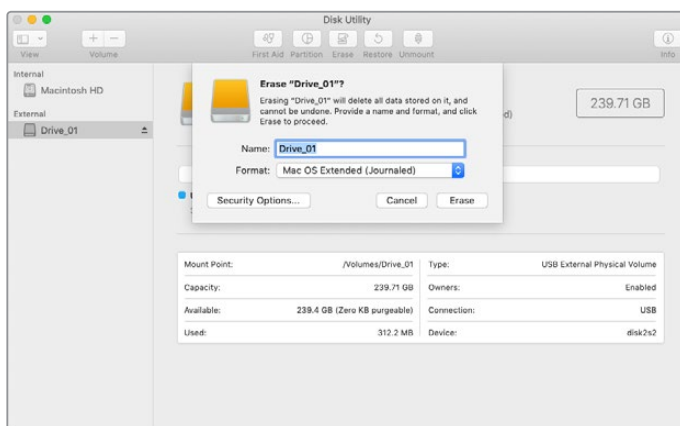 Disk Utility
View
Volume
First Aid Partition Erase Restore Unmount
Info
Internal
Macintosh HD
External
Drive_01
Erase "Drive_01"?
Erasing "Drive_01" will delete all data stored on it, and
cannot be undone. Provide a name and format, and click
Erase to proceed.
Name: Drive_01
Format: Mac OS Extended (Journaled)
Security Options... Cancel Erase
239.71 GB
Mount Point: /Volumes/Drive_01 Type: USB External Physical Volume
Capacity: 239.71 GB Owners: Enabled
Available: 239.4 GB (Zero KB purgeable) Connection: USB
Used: 312.2 MB Device: disk2s2